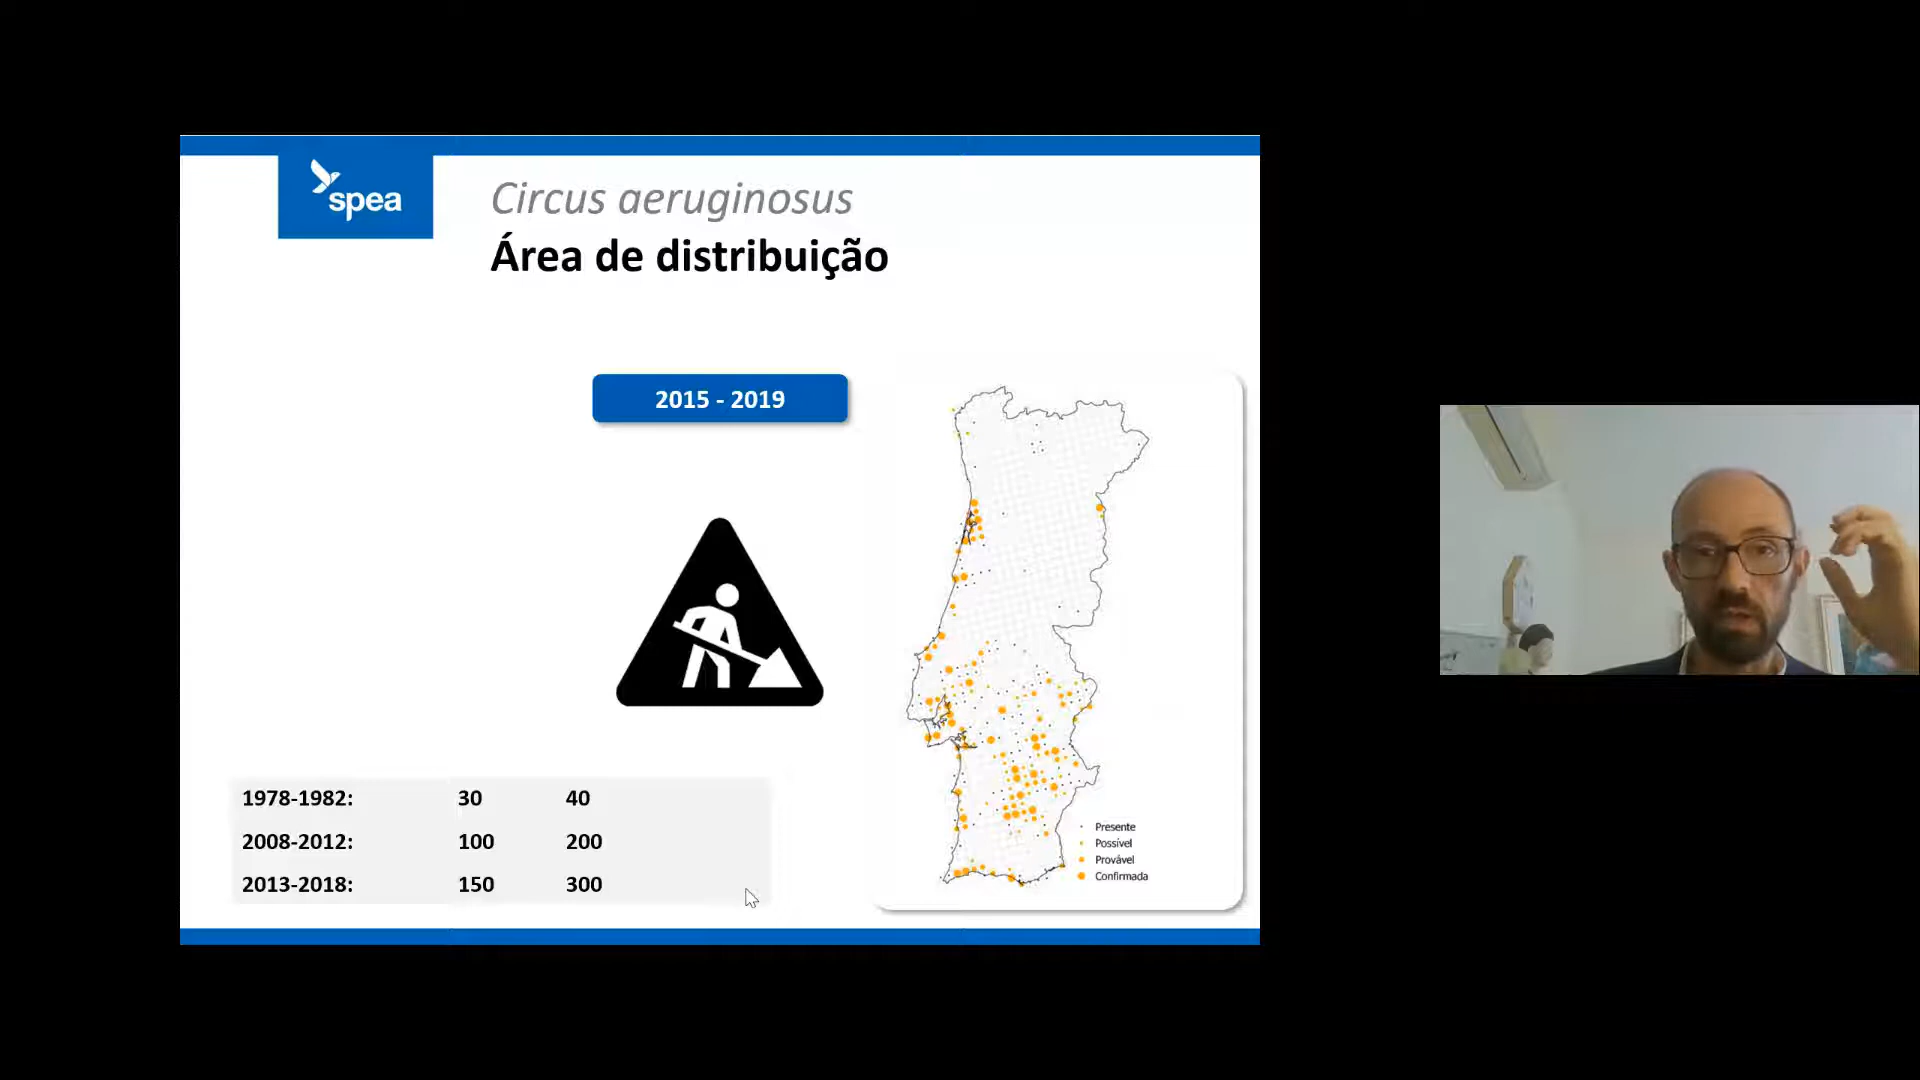 spea
Circus aeruginosus
Área de distribuição
2015 - 2019
1978-1982: 30 40
2008-2012: 100 200
2013-2018: 150 300
Presente
Possível
Provável
Confirmada